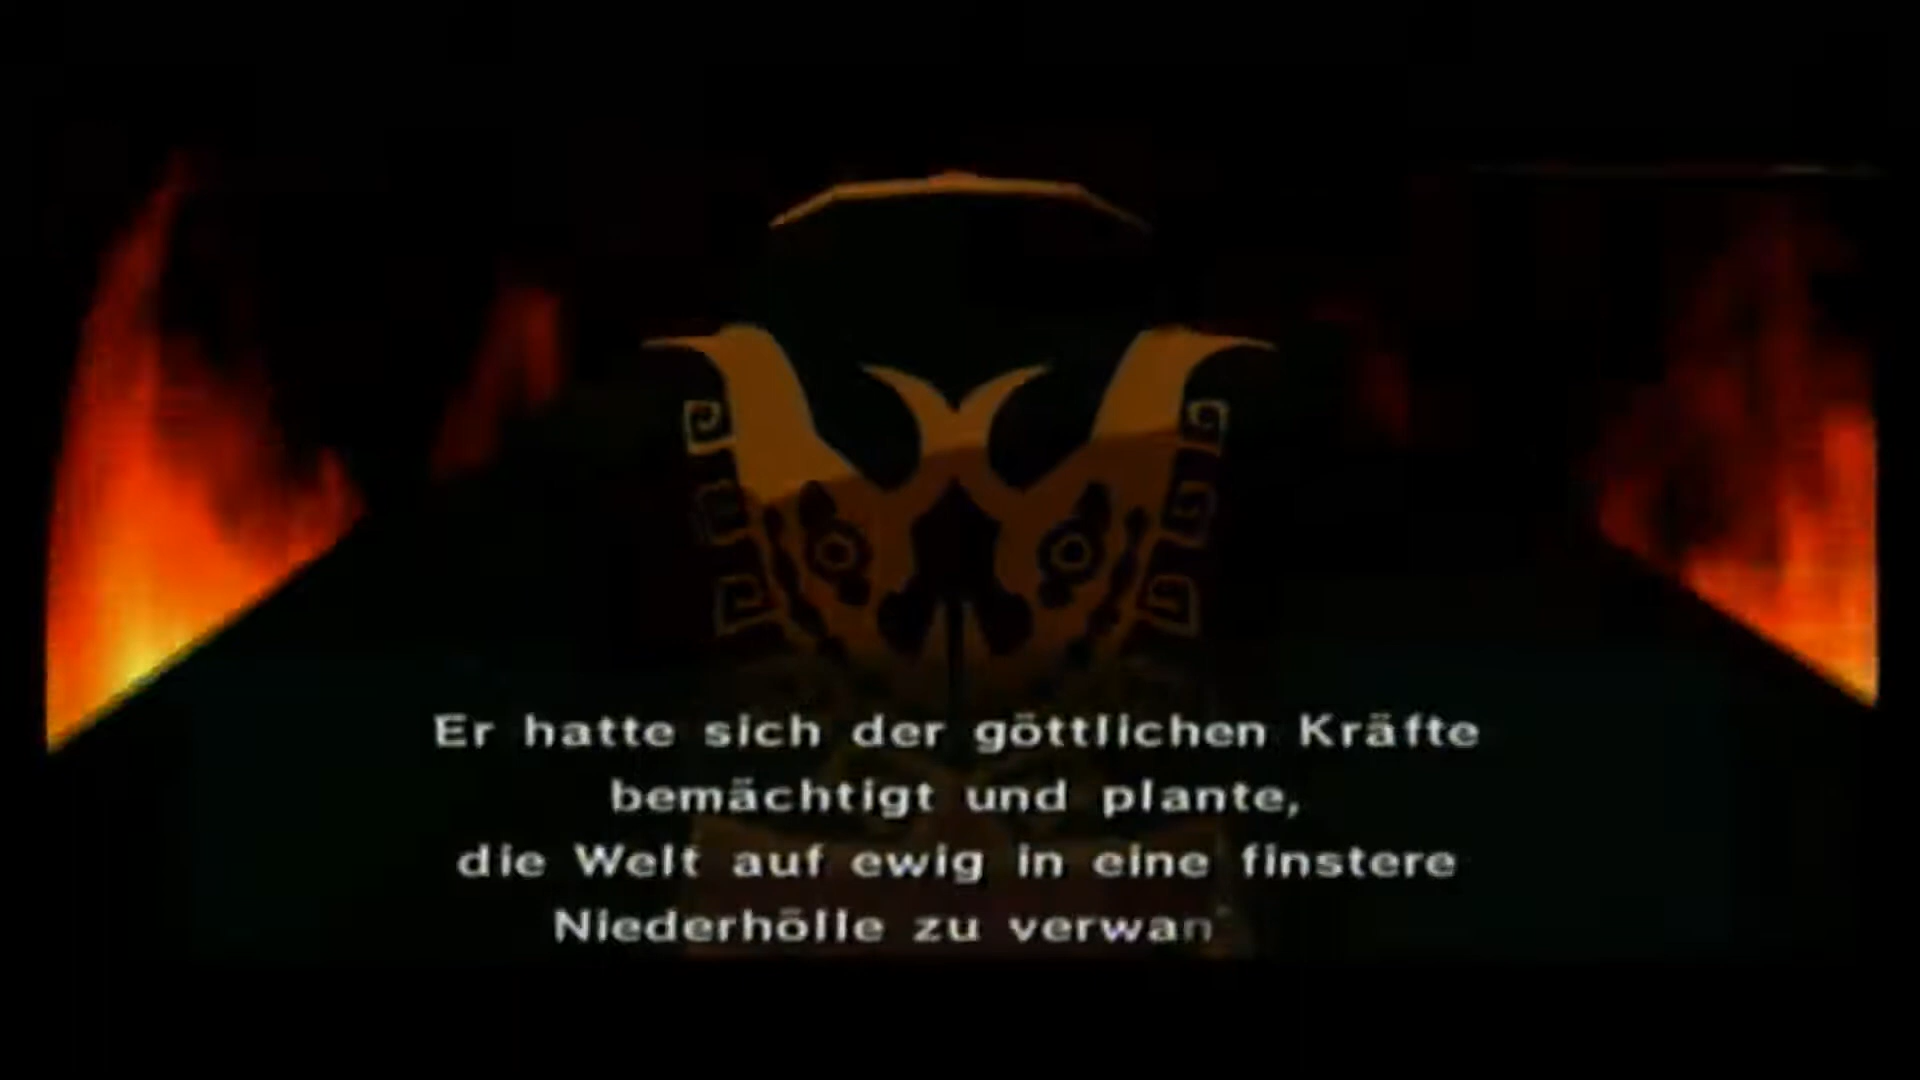 Er hatte sich der göttlichen Kräfte
bemächtigt und plante,
die Welt auf ewig in eine finstere
Niederhölle zu verwan